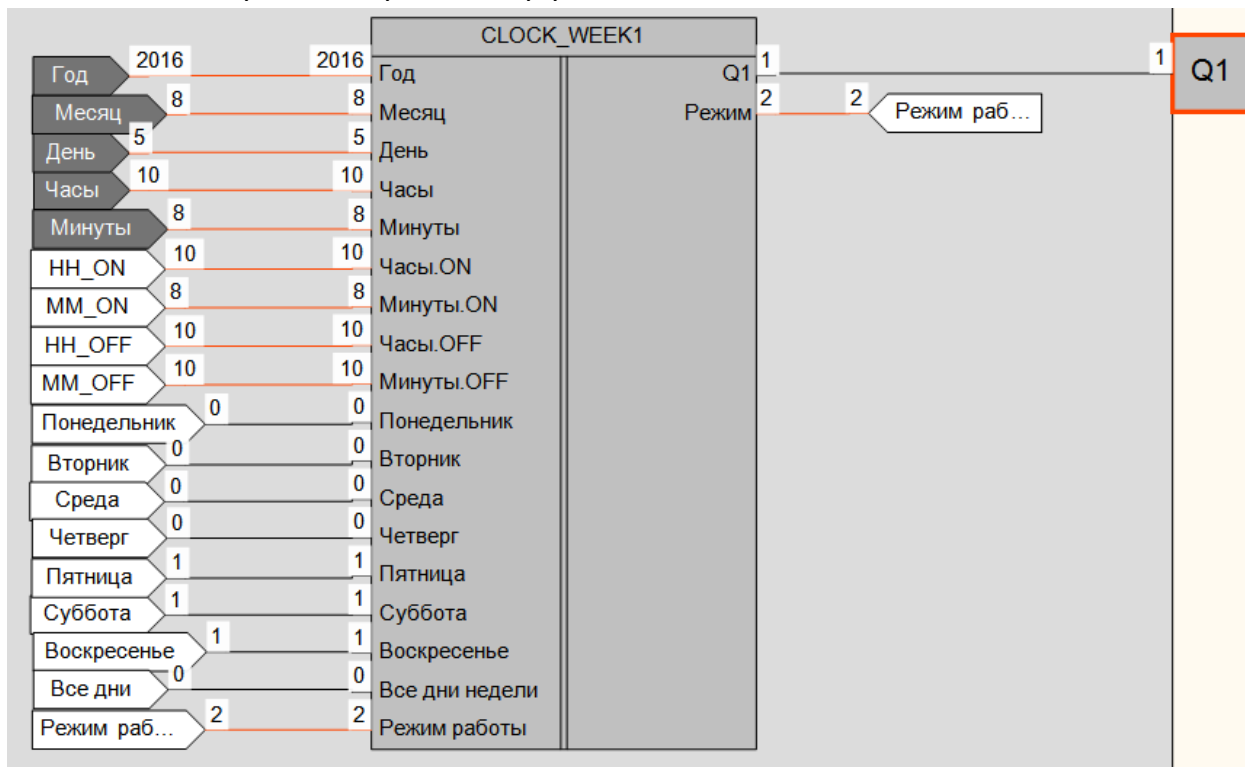 CLOCK_WEEK1
Год 2016 2016 Год Q1 1 1 Q1
Месяц 8 8 Месяц Режим 2 2 Режим раб...
День 5 5 День
Часы 10 10 Часы
Минуты 8 8 Минуты
HH_ON 10 10 Часы.ON
MM_ON 8 8 Минуты.ON
HH_OFF 10 10 Часы.OFF
MM_OFF 10 10 Минуты.OFF
Понедельник 0 0 Понедельник
Вторник 0 0 Вторник
Среда 0 0 Среда
Четверг 0 0 Четверг
Пятница 1 1 Пятница
Суббота 1 1 Суббота
Воскресенье 1 1 Воскресенье
Все дни 0 0 Все дни недели
Режим раб... 2 2 Режим работы